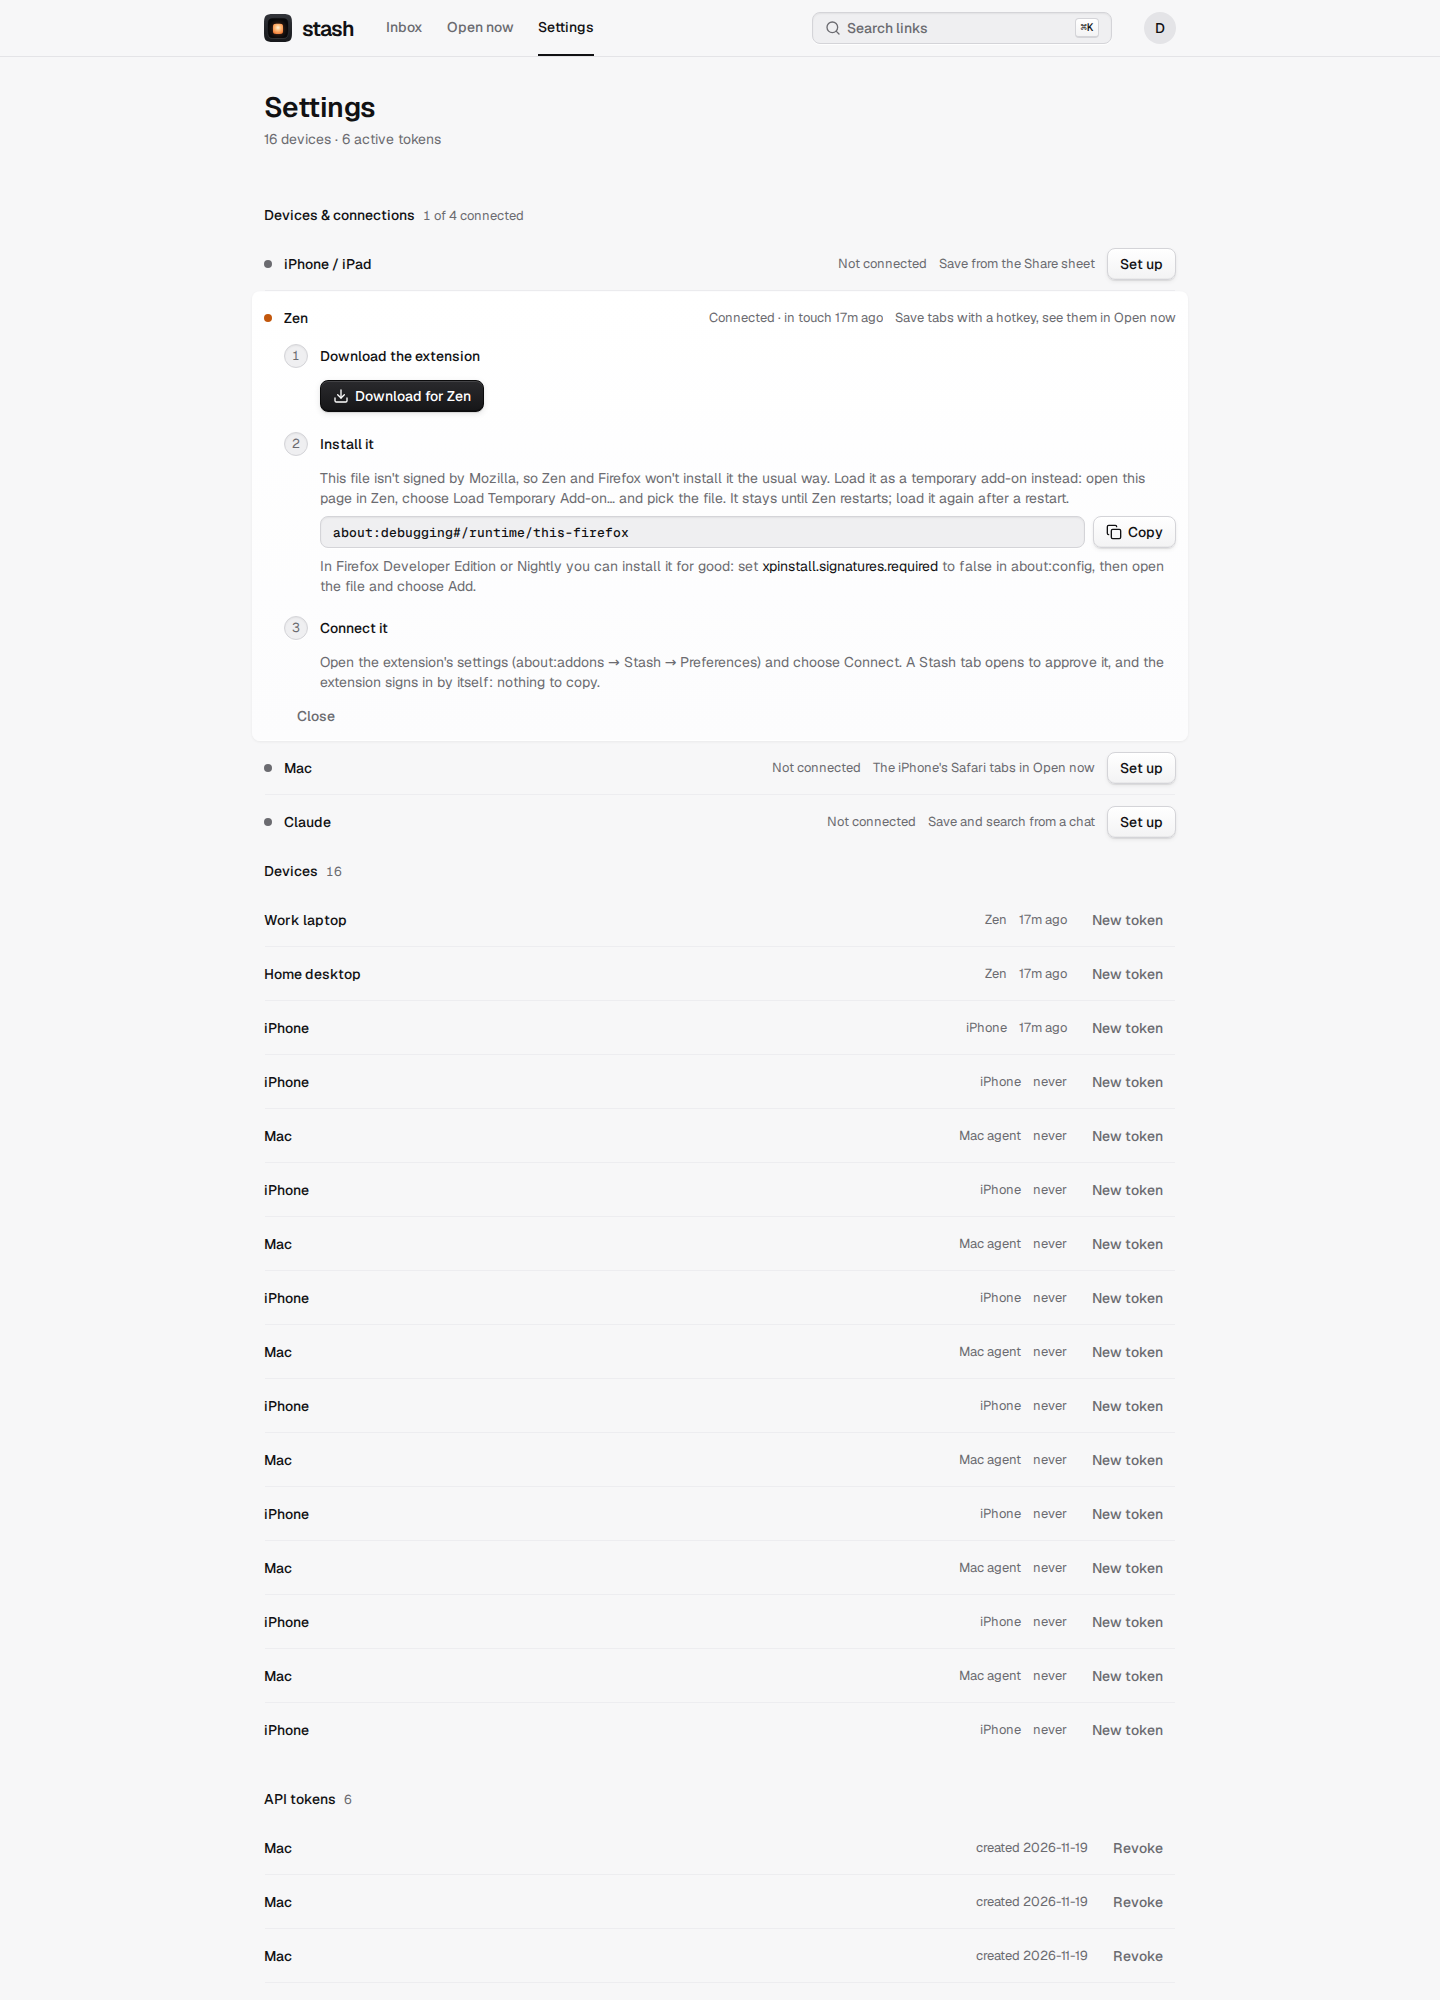 stash
Inbox
Open now
Settings
Search links
⌘K
D
Settings
16 devices · 6 active tokens
Devices & connections 1 of 4 connected
iPhone / iPad Not connected Save from the Share sheet Set up
Zen Connected · in touch 17m ago Save tabs with a hotkey, see them in Open now
1 Download the extension
Download for Zen
2 Install it
This file isn't signed by Mozilla, so Zen and Firefox won't install it the usual way. Load it as a temporary add-on instead: open this
page in Zen, choose Load Temporary Add-on… and pick the file. It stays until Zen restarts; load it again after a restart.
about:debugging#/runtime/this-firefox Copy
In Firefox Developer Edition or Nightly you can install it for good: set xpinstall.signatures.required to false in about:config, then open
the file and choose Add.
3 Connect it
Open the extension's settings (about:addons → Stash → Preferences) and choose Connect. A Stash tab opens to approve it, and the
extension signs in by itself: nothing to copy.
Close
Mac Not connected The iPhone's Safari tabs in Open now Set up
Claude Not connected Save and search from a chat Set up
Devices 16
Work laptop Zen 17m ago New token
Home desktop Zen 17m ago New token
iPhone iPhone 17m ago New token
iPhone iPhone never New token
Mac Mac agent never New token
iPhone iPhone never New token
Mac Mac agent never New token
iPhone iPhone never New token
Mac Mac agent never New token
iPhone iPhone never New token
Mac Mac agent never New token
iPhone iPhone never New token
Mac Mac agent never New token
iPhone iPhone never New token
Mac Mac agent never New token
iPhone iPhone never New token
API tokens 6
Mac created 2026-11-19 Revoke
Mac created 2026-11-19 Revoke
Mac created 2026-11-19 Revoke